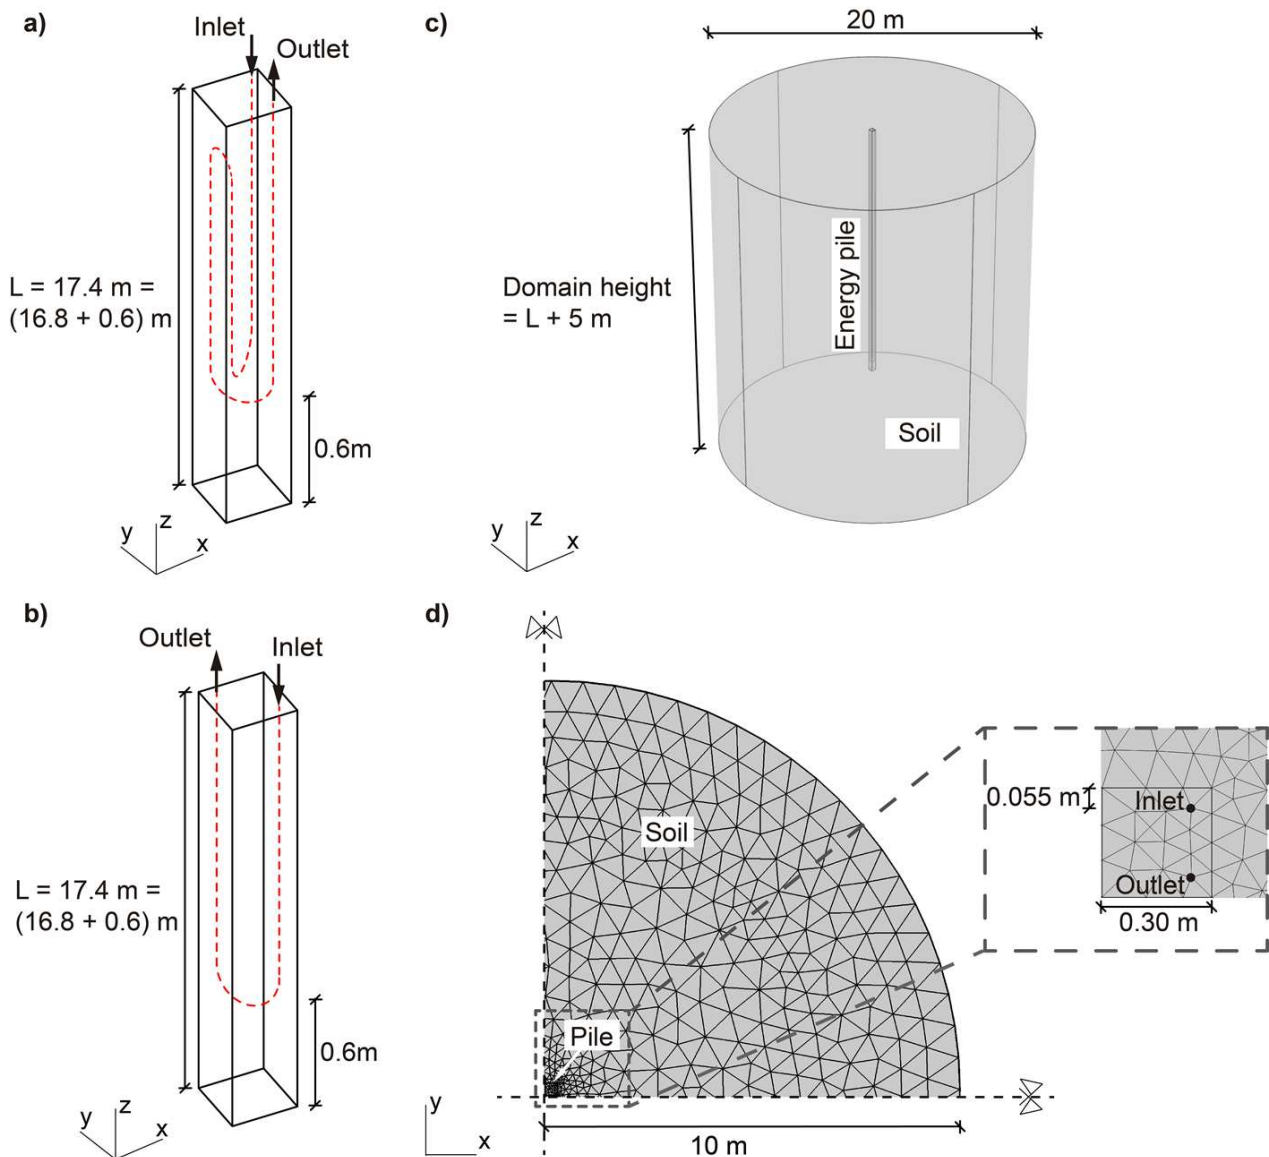 a)
Inlet
Outlet
L = 17.4 m =
(16.8 + 0.6) m
0.6m
y
z
x
c)
20 m
Domain height
= L + 5 m
Energy pile
Soil
y
z
x
b)
Outlet
Inlet
L = 17.4 m =
(16.8 + 0.6) m
0.6m
y
z
x
d)
Soil
Pile
0.055 m
Inlet
Outlet
0.30 m
y
x
10 m